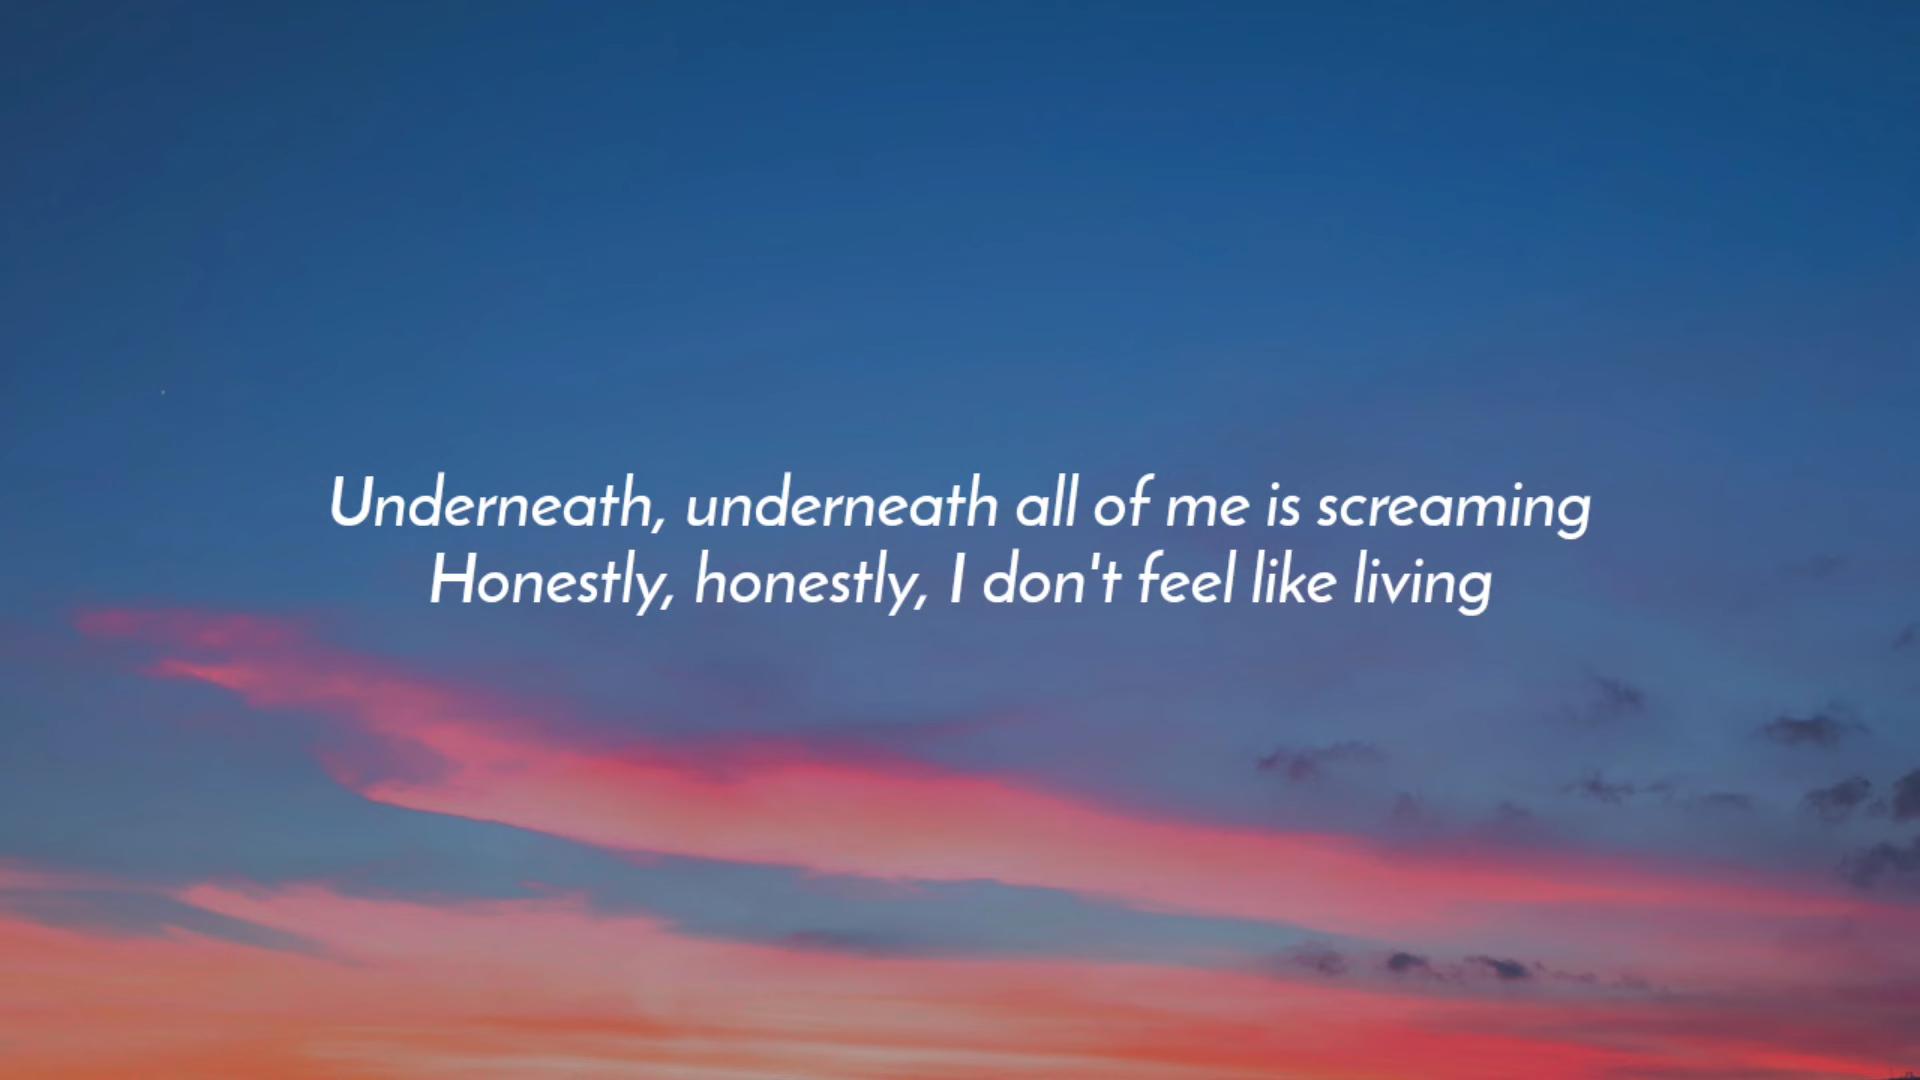 Underneath, underneath all of me is screaming
Honestly, honestly, I don't feel like living